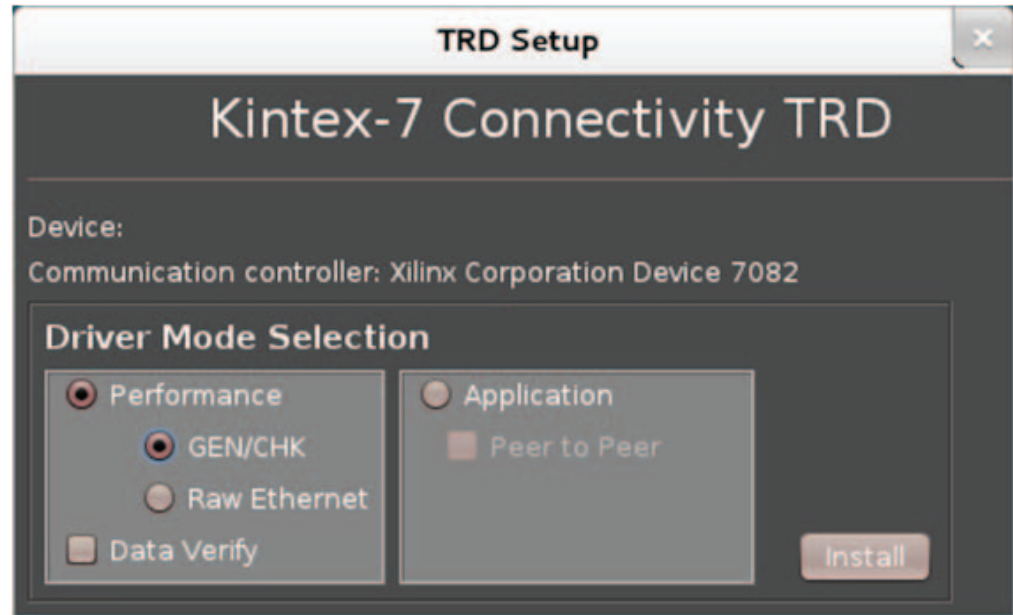 TRD Setup
Kintex-7 Connectivity TRD
Device:
Communication controller: Xilinx Corporation Device 7082
Driver Mode Selection
Performance
GEN/CHK
Raw Ethernet
Data Verify
Application
Peer to Peer
Install